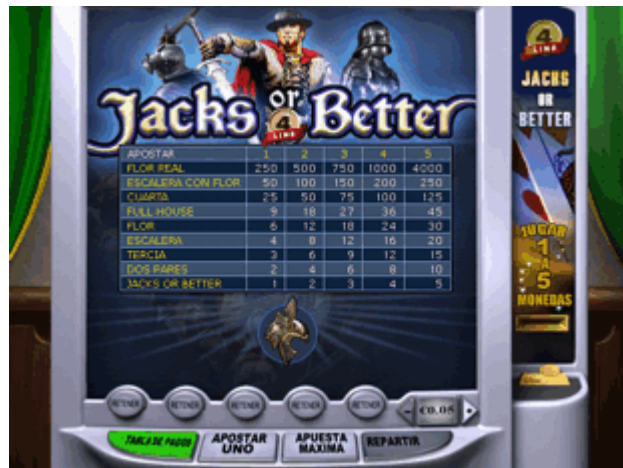 Jacks or Better
4
LINE
APOSTAR 1 2 3 4 5
FLOR REAL 250 500 750 1000 4000
ESCALERA CON FLOR 50 100 150 200 250
CUARTA 25 50 75 100 125
FULL HOUSE 9 18 27 36 45
FLOR 6 12 18 24 30
ESCALERA 4 8 12 16 20
TERCIA 3 6 9 12 15
DOS PARES 2 4 6 8 10
JACKS OR BETTER 1 2 3 4 5
RETENER RETENER RETENER RETENER RETENER
- €0.05
TABLA DE PAGOS
APOSTAR
UNO
APUESTA
MAXIMA
REPARTIR
4
LINE
JACKS
OR
BETTER
JUGAR
1
A
5
MONEDAS